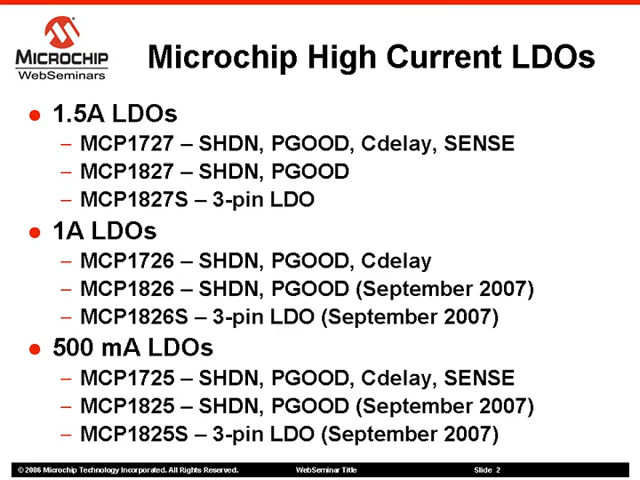 MICROCHIP
WebSeminars
Microchip High Current LDOs
● 1.5A LDOs
– MCP1727 – SHDN, PGOOD, Cdelay, SENSE
– MCP1827 – SHDN, PGOOD
– MCP1827S – 3-pin LDO
● 1A LDOs
– MCP1726 – SHDN, PGOOD, Cdelay
– MCP1826 – SHDN, PGOOD (September 2007)
– MCP1826S – 3-pin LDO (September 2007)
● 500 mA LDOs
– MCP1725 – SHDN, PGOOD, Cdelay, SENSE
– MCP1825 – SHDN, PGOOD (September 2007)
– MCP1825S – 3-pin LDO (September 2007)
© 2006 Microchip Technology Incorporated. All Rights Reserved. WebSeminar Title Slide 2